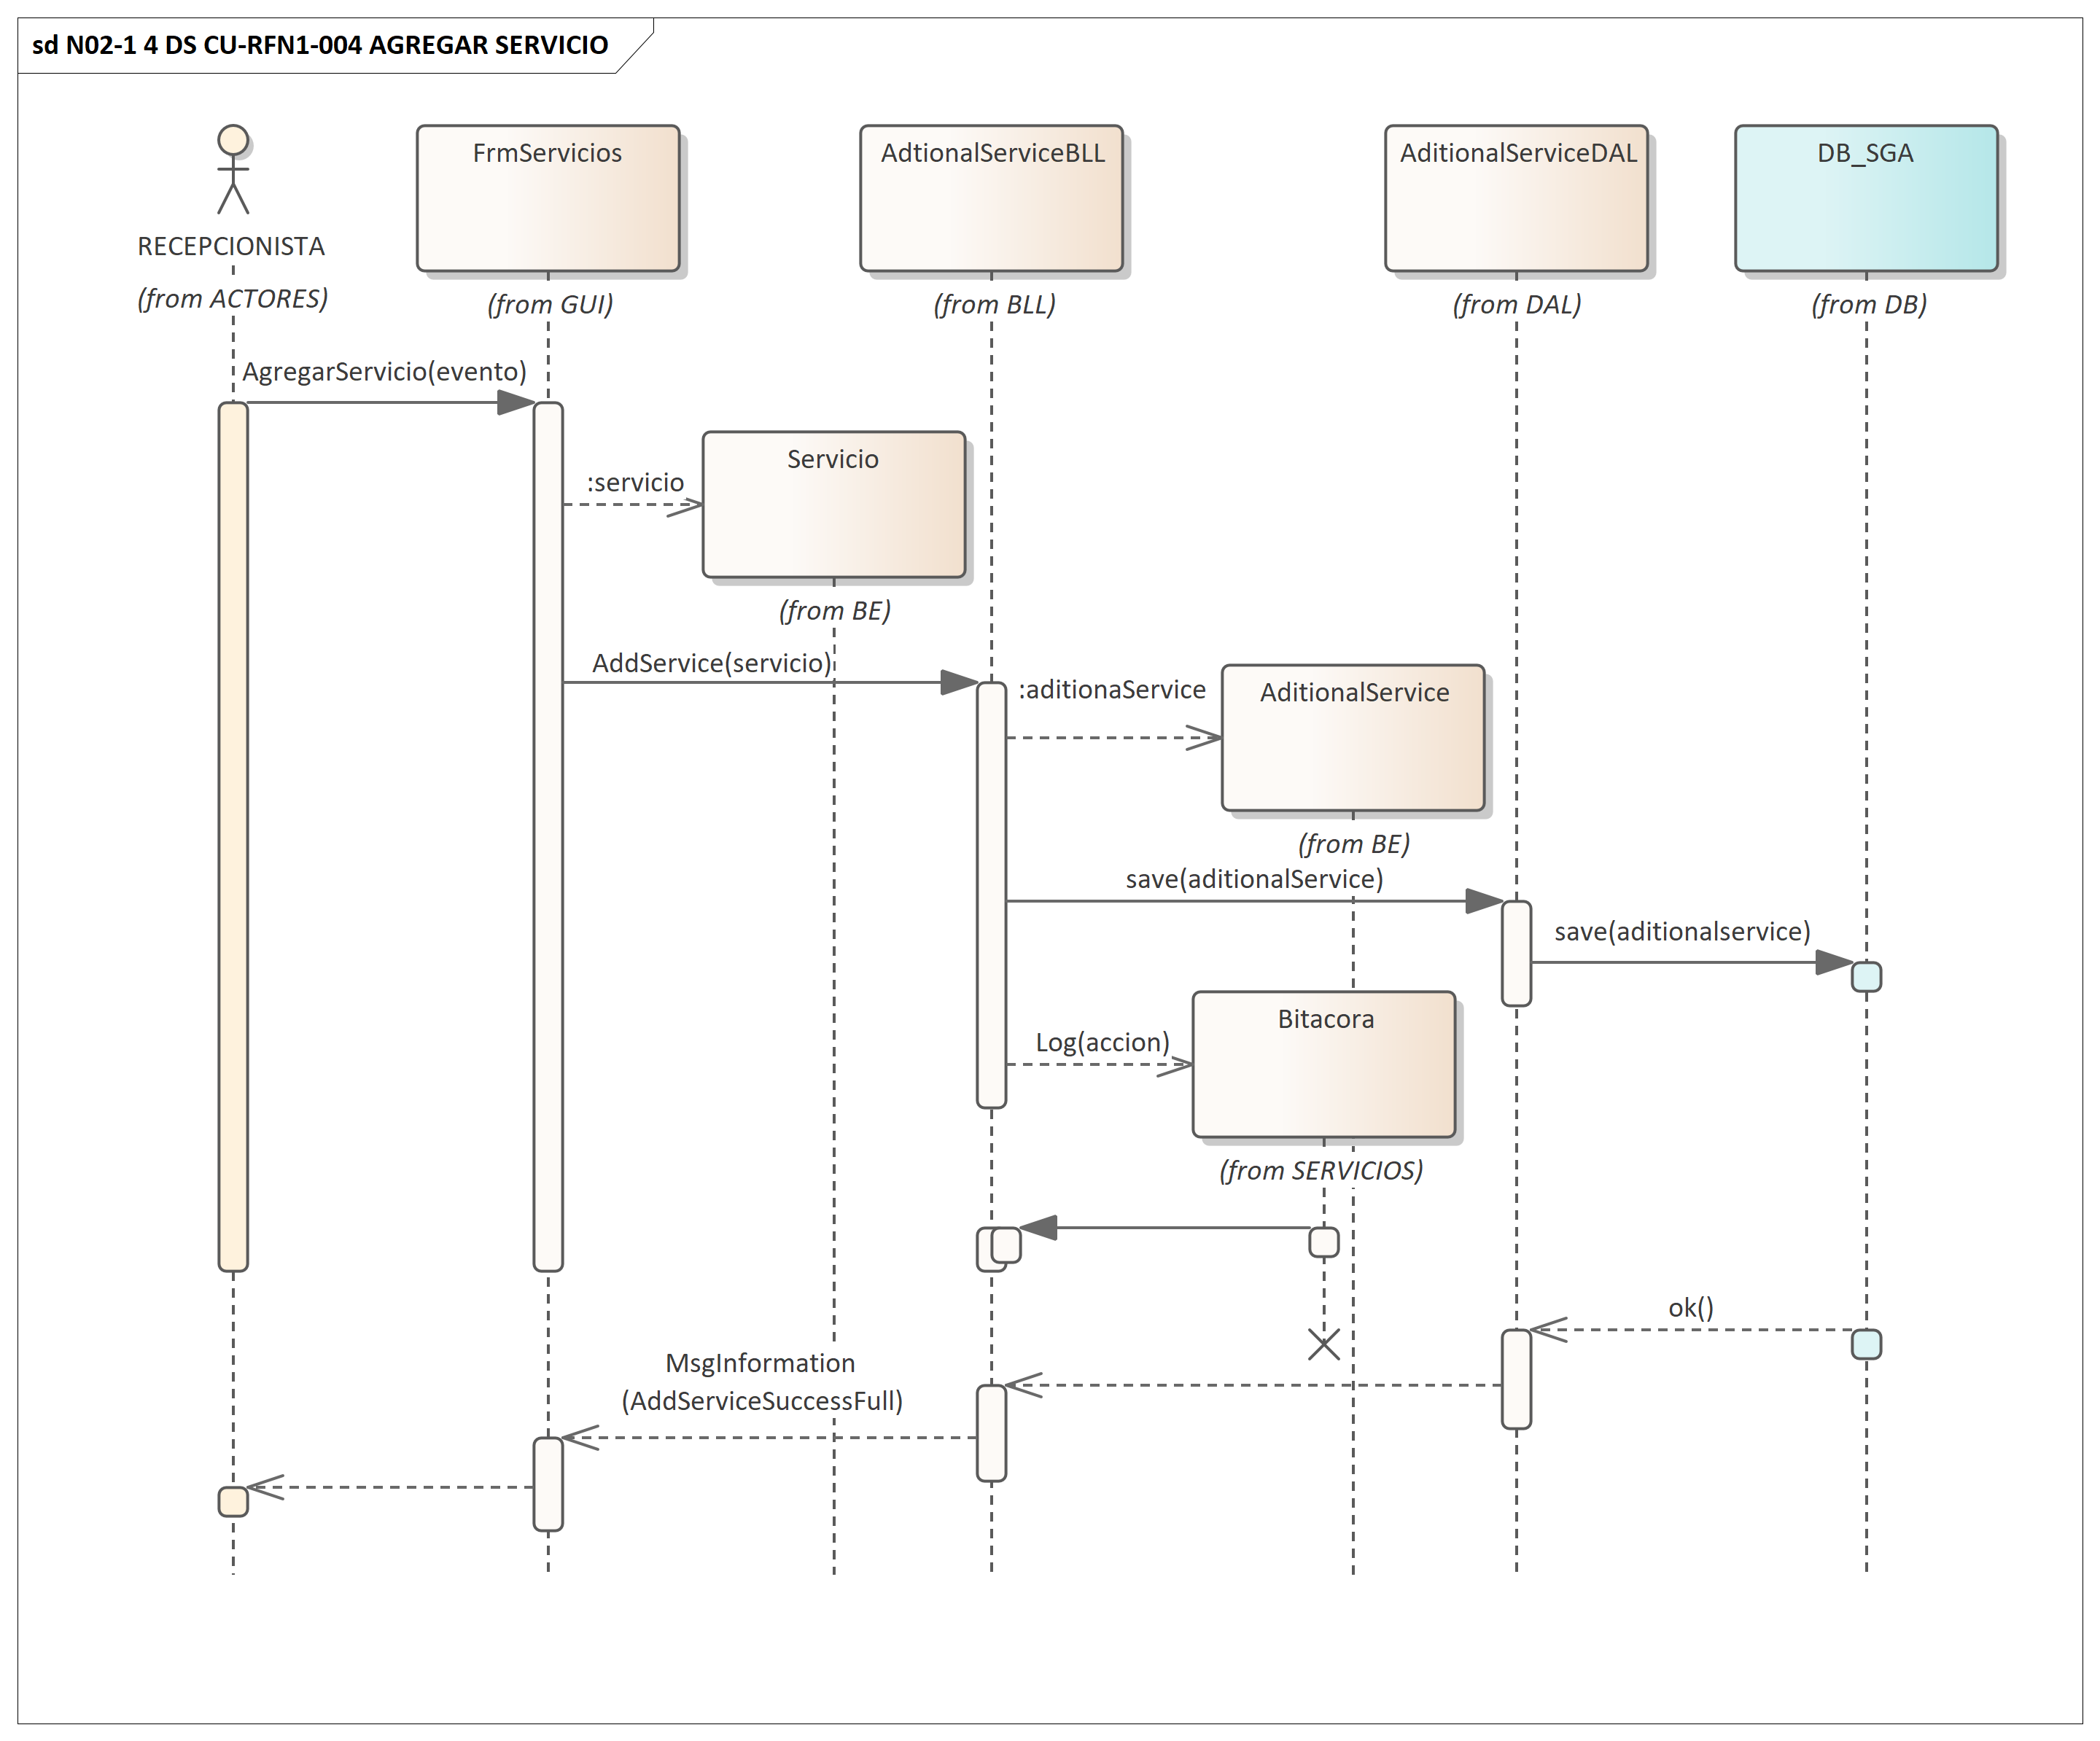 sd N02-1 4 DS CU-RFN1-004 AGREGAR SERVICIO
RECEPCIONISTA
(from ACTORES)
FrmServicios
(from GUI)
AdtionalServiceBLL
(from BLL)
AditionalServiceDAL
(from DAL)
DB_SGA
(from DB)
AgregarServicio(evento)
:servicio
Servicio
(from BE)
AddService(servicio)
:aditionaService
AditionalService
(from BE)
save(aditionalService)
save(aditionalservice)
Log(accion)
Bitacora
(from SERVICIOS)
ok()
MsgInformation
(AddServiceSuccessFull)